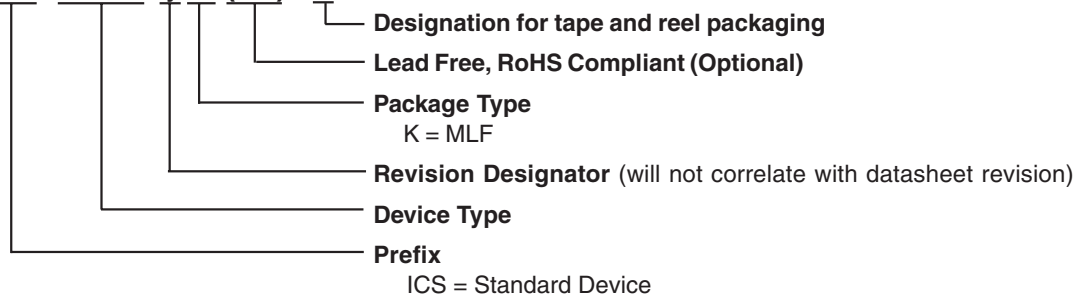 Designation for tape and reel packaging
Lead Free, RoHS Compliant (Optional)
Package Type
K = MLF
Revision Designator (will not correlate with datasheet revision)
Device Type
Prefix
ICS = Standard Device